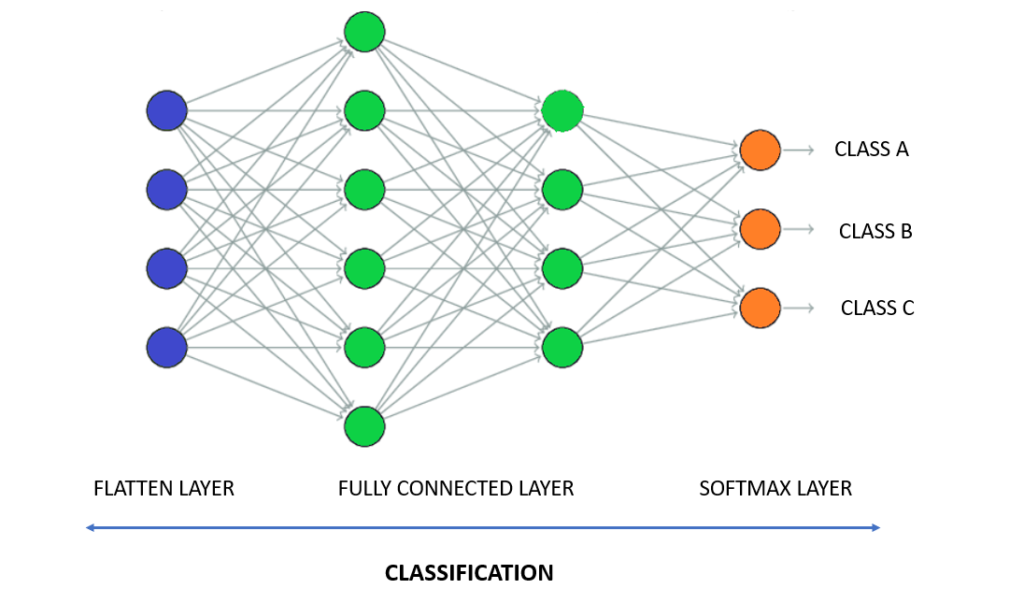 CLASS A
CLASS B
CLASS C
FLATTEN LAYER
FULLY CONNECTED LAYER
SOFTMAX LAYER
CLASSIFICATION